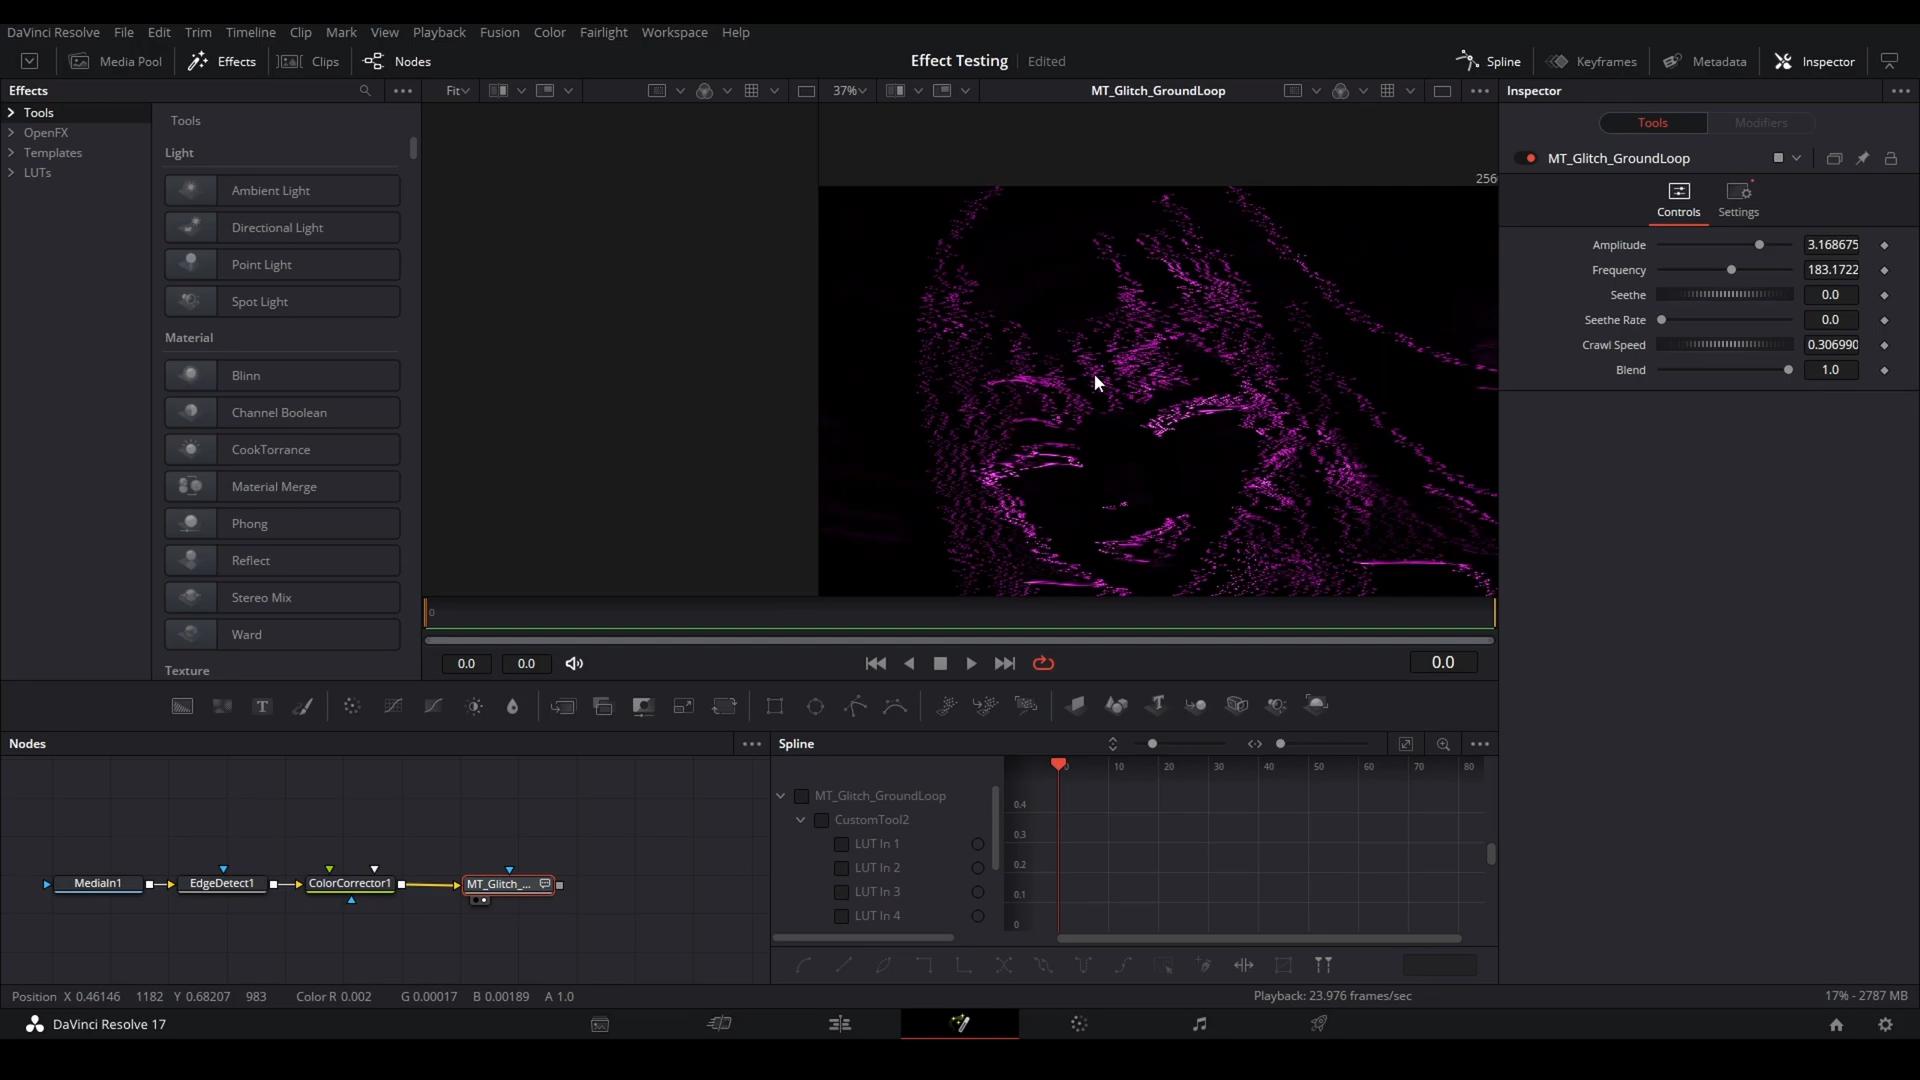 DaVinci Resolve File Edit Trim Timeline Clip Mark View Playback Fusion Color Fairlight Workspace Help
Media Pool Effects Clips Nodes Effect Testing Edited Spline Keyframes Metadata Inspector
Effects Fit 37% MT_Glitch_GroundLoop Inspector
Tools
OpenFX
Templates
LUTs
Tools
Light
Ambient Light
Directional Light
Point Light
Spot Light
Material
Blinn
Channel Boolean
CookTorrance
Material Merge
Phong
Reflect
Stereo Mix
Ward
Texture
256
0
0.0 0.0 0.0
Tools Modifiers
MT_Glitch_GroundLoop
Controls Settings
Amplitude 3.168675
Frequency 183.1722
Seethe 0.0
Seethe Rate 0.0
Crawl Speed 0.306990
Blend 1.0
Nodes
MediaIn1 EdgeDetect1 ColorCorrector1 MT_Glitch_...
Spline
MT_Glitch_GroundLoop
CustomTool2
LUT In 1
LUT In 2
LUT In 3
LUT In 4
0 10 20 30 40 50 60 70 80
0.4
0.3
0.2
0.1
0
Position X 0.46146 1182 Y 0.68207 983 Color R 0.002 G 0.00017 B 0.00189 A 1.0 Playback: 23.976 frames/sec 17% - 2787 MB
DaVinci Resolve 17